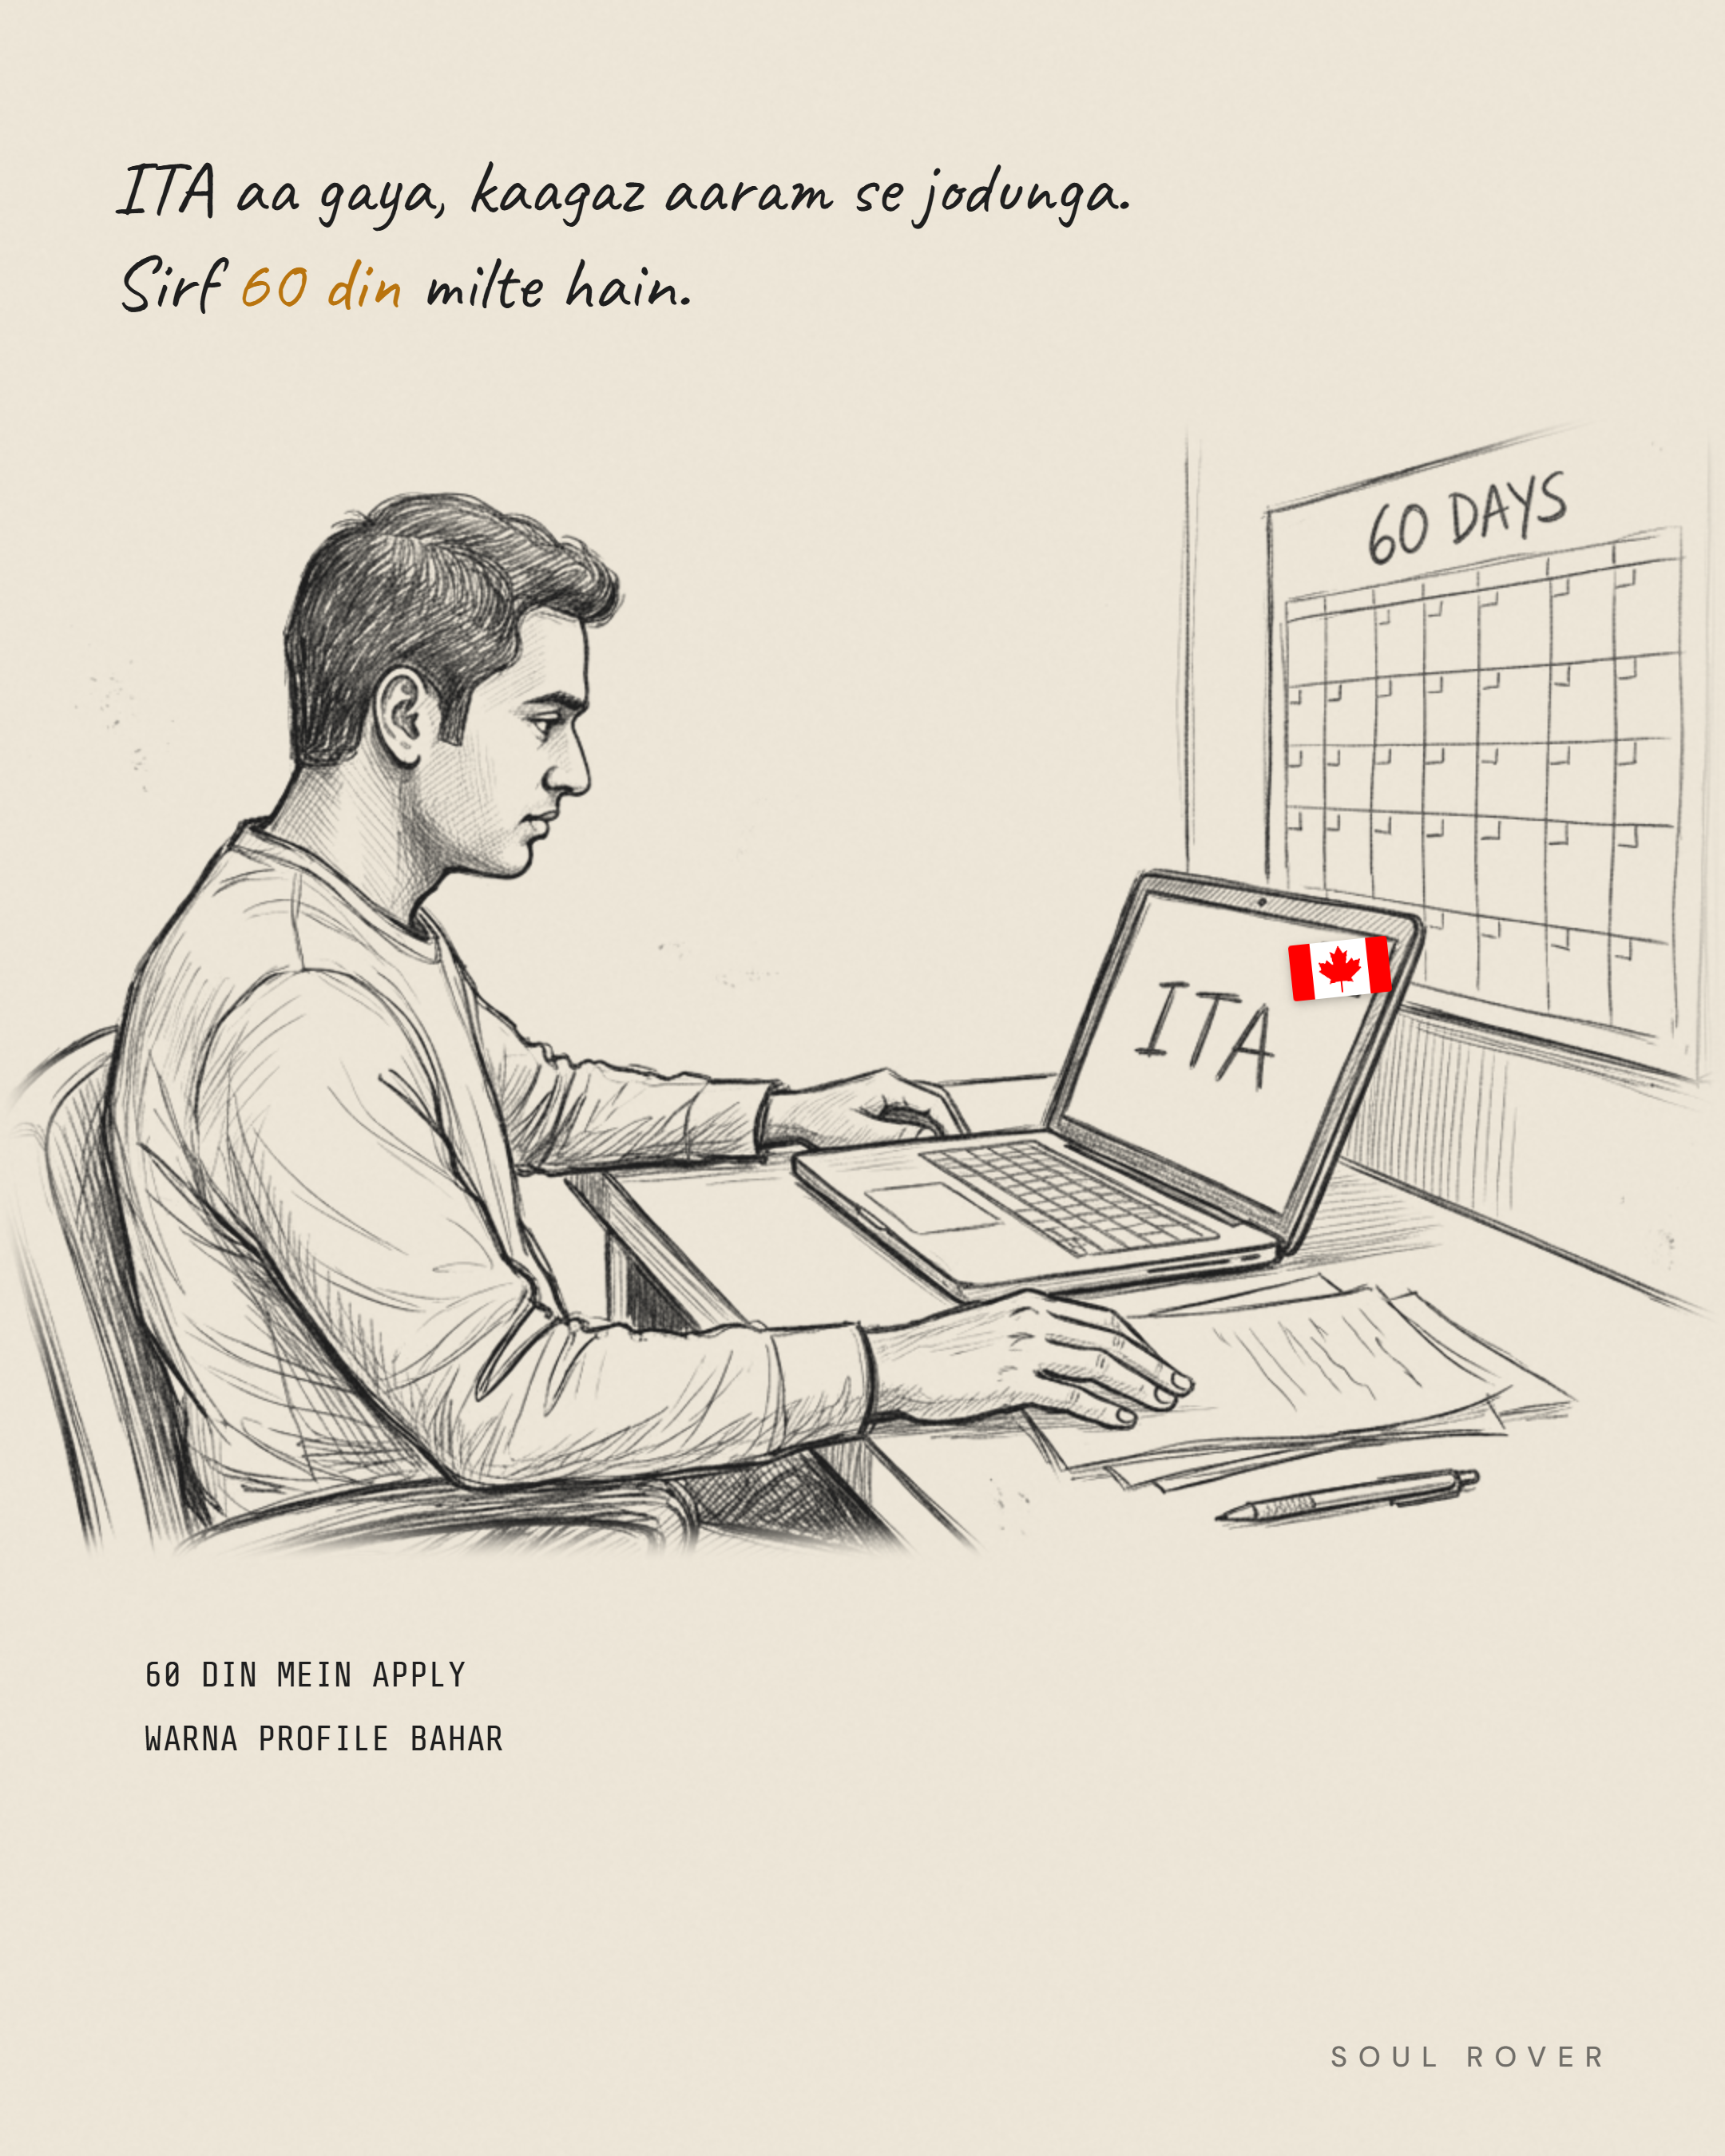 ITA aa gaya, kaagaz aaram se jodunga.
Sirf 60 din milte hain.
60 DAYS
ITA
60 DIN MEIN APPLY
WARNA PROFILE BAHAR
SOUL ROVER